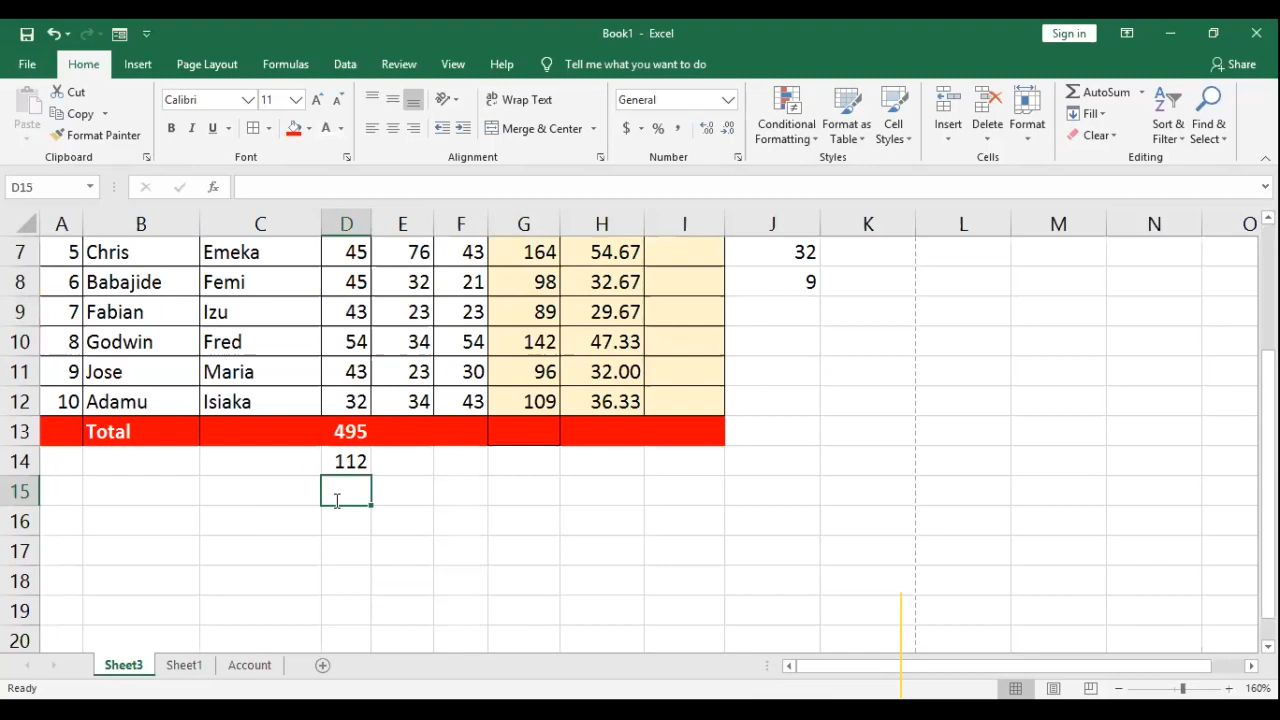 Book1 - Excel
Sign in
File Home Insert Page Layout Formulas Data Review View Help Tell me what you want to do Share
Cut
Copy
Format Painter
Paste
Clipboard
Calibri 11
B I U A
Font
Wrap Text
Merge & Center
Alignment
General
$ % ,
Number
Conditional Formatting
Format as Table
Cell Styles
Styles
Insert Delete Format
Cells
AutoSum
Fill
Clear
Sort & Filter
Find & Select
Editing
D15 fx
A B C D E F G H I J K L M N O
7 5 Chris Emeka 45 76 43 164 54.67 32
8 6 Babajide Femi 45 32 21 98 32.67 9
9 7 Fabian Izu 43 23 23 89 29.67
10 8 Godwin Fred 54 34 54 142 47.33
11 9 Jose Maria 43 23 30 96 32.00
12 10 Adamu Isiaka 32 34 43 109 36.33
13 Total 495
14 112
15
16
17
18
19
20
Sheet3 Sheet1 Account
Ready 160%